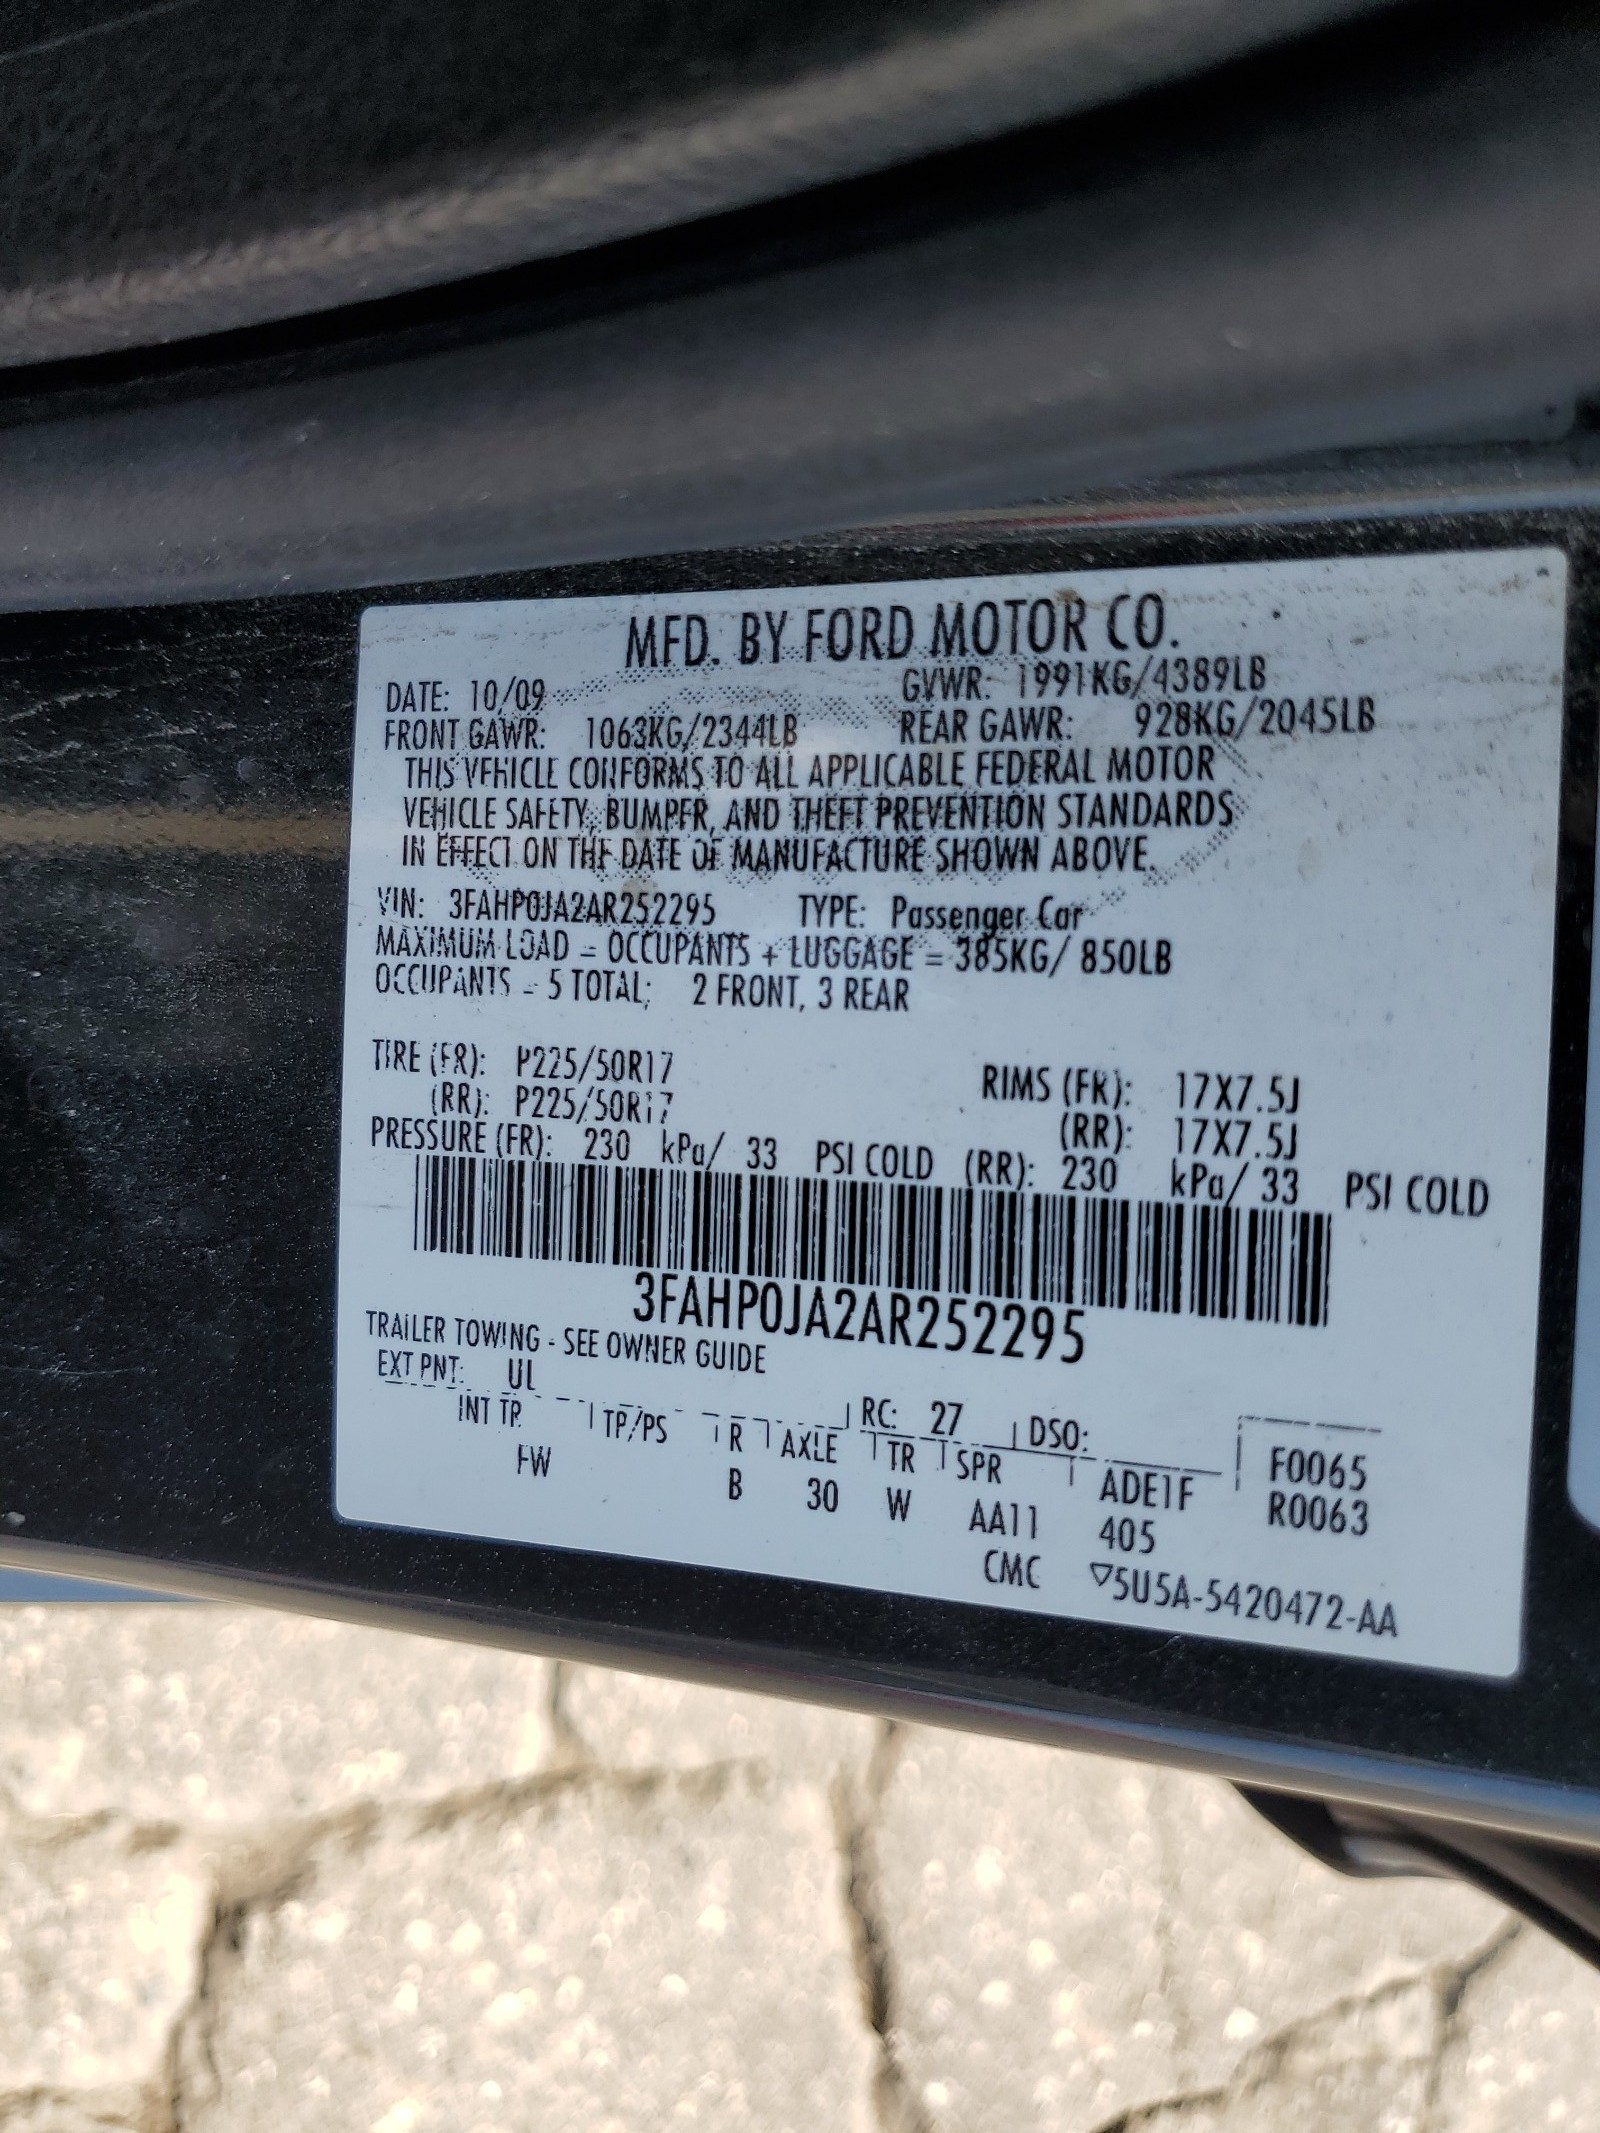 MFD. BY FORD MOTOR CO.
DATE: 10/09 GVWR: 1991KG/4389LB
FRONT GAWR: 1063KG/2344LB REAR GAWR: 928KG/2045LB
THIS VEHICLE CONFORMS TO ALL APPLICABLE FEDERAL MOTOR
VEHICLE SAFETY, BUMPER, AND THEFT PREVENTION STANDARDS
IN EFFECT ON THE DATE OF MANUFACTURE SHOWN ABOVE.
VIN: 3FAHP0JA2AR252295 TYPE: Passenger Car
MAXIMUM LOAD = OCCUPANTS + LUGGAGE = 385KG/ 850LB
OCCUPANTS = 5 TOTAL; 2 FRONT, 3 REAR
TIRE (FR): P225/50R17 RIMS (FR): 17X7.5J
(RR): P225/50R17 (RR): 17X7.5J
PRESSURE (FR): 230 kPa/ 33 PSI COLD (RR): 230 kPa/ 33 PSI COLD
3FAHP0JA2AR252295
TRAILER TOWING - SEE OWNER GUIDE
EXT PNT: UL RC: 27 DSO:
INT TR TP/PS R AXLE TR SPR ADE1F F0065
FW B 30 W AA11 405 R0063
CMC ▽5U5A-5420472-AA